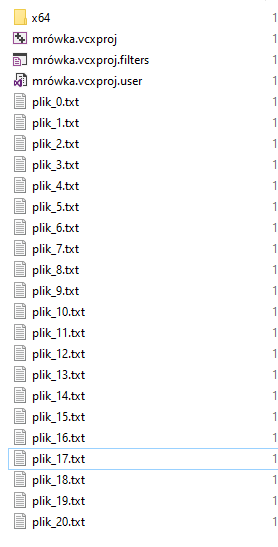 x64 1
mrówka.vcxproj 1
mrówka.vcxproj.filters 1
mrówka.vcxproj.user 1
plik_0.txt 1
plik_1.txt 1
plik_2.txt 1
plik_3.txt 1
plik_4.txt 1
plik_5.txt 1
plik_6.txt 1
plik_7.txt 1
plik_8.txt 1
plik_9.txt 1
plik_10.txt 1
plik_11.txt 1
plik_12.txt 1
plik_13.txt 1
plik_14.txt 1
plik_15.txt 1
plik_16.txt 1
plik_17.txt 1
plik_18.txt 1
plik_19.txt 1
plik_20.txt 1